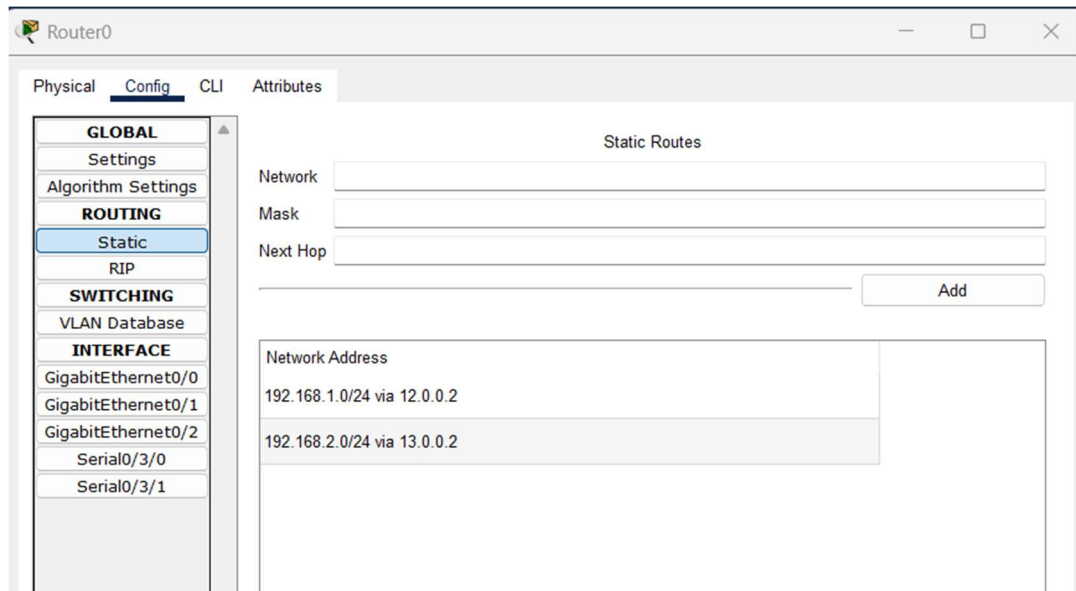 Router0
Physical Config CLI Attributes
GLOBAL
Settings
Algorithm Settings
ROUTING
Static
RIP
SWITCHING
VLAN Database
INTERFACE
GigabitEthernet0/0
GigabitEthernet0/1
GigabitEthernet0/2
Serial0/3/0
Serial0/3/1
Static Routes
Network
Mask
Next Hop
Add
Network Address
192.168.1.0/24 via 12.0.0.2
192.168.2.0/24 via 13.0.0.2